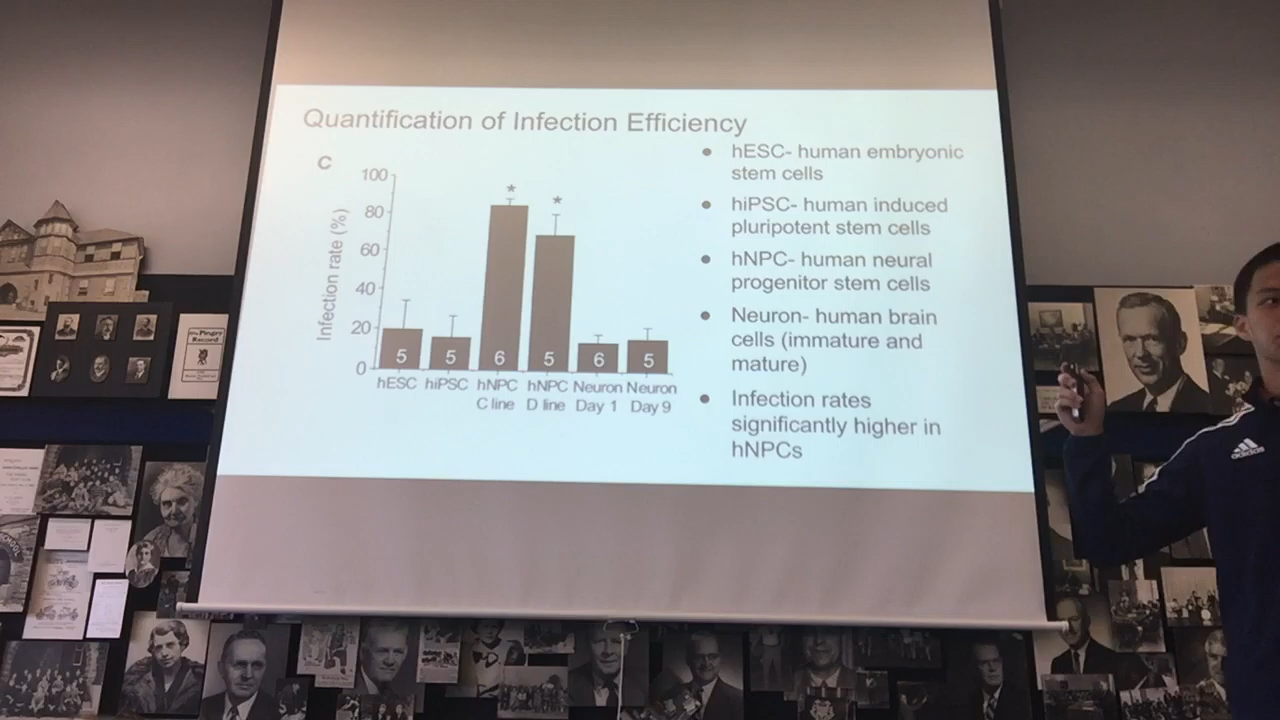 Quantification of Infection Efficiency
C
Infection rate (%)
100
80
60
40
20
0
*
*
5
5
6
5
6
5
hESC hiPSC hNPC hNPC Neuron Neuron
C line D line Day 1 Day 9
● hESC- human embryonic
stem cells
● hiPSC- human induced
pluripotent stem cells
● hNPC- human neural
progenitor stem cells
● Neuron- human brain
cells (immature and
mature)
● Infection rates
significantly higher in
hNPCs
The Pingry
Record
adidas